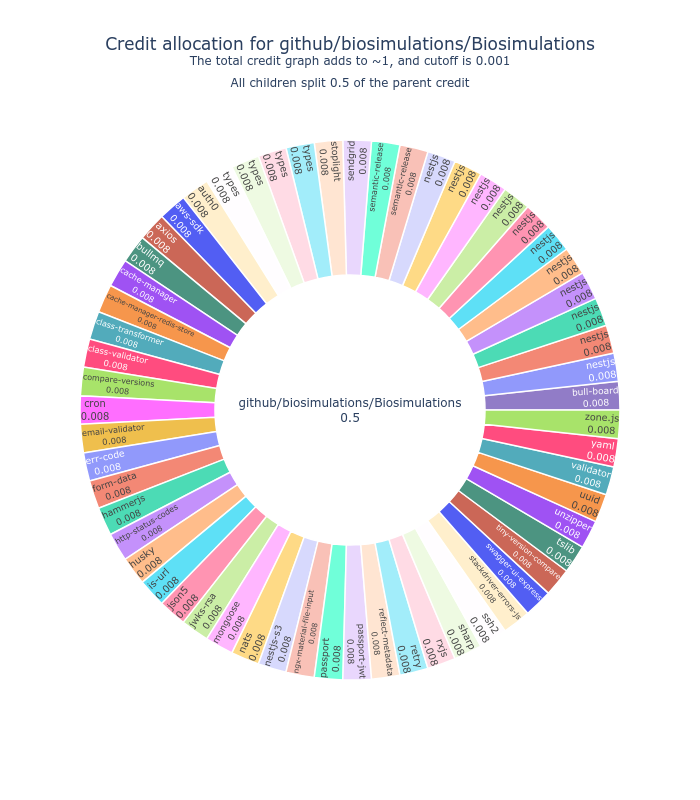 Credit allocation for github/biosimulations/Biosimulations
The total credit graph adds to ~1, and cutoff is 0.001
All children split 0.5 of the parent credit
github/biosimulations/Biosimulations
0.5
sendgrid
0.008
semantic-release
0.008
semantic-release
0.008
nestjs
0.008
nestjs
0.008
nestjs
0.008
nestjs
0.008
nestjs
0.008
nestjs
0.008
nestjs
0.008
nestjs
0.008
nestjs
0.008
nestjs
0.008
nestjs
0.008
bull-board
0.008
zone.js
0.008
yaml
0.008
validator
0.008
uuid
0.008
unzipper
0.008
tslib
0.008
tiny-version-compare
0.008
swagger-ui-express
0.008
stackdriver-errors-js
0.008
ssh2
0.008
sharp
0.008
rxjs
0.008
retry
0.008
reflect-metadata
0.008
passport-jwt
0.008
passport
0.008
ngx-material-file-input
0.008
nestjs-s3
0.008
nats
0.008
mongoose
0.008
jwks-rsa
0.008
json5
0.008
js-url
0.008
husky
0.008
http-status-codes
0.008
hammerjs
0.008
form-data
0.008
err-code
0.008
email-validator
0.008
cron
0.008
compare-versions
0.008
class-validator
0.008
class-transformer
0.008
cache-manager-redis-store
0.008
cache-manager
0.008
bullmq
0.008
axios
0.008
aws-sdk
0.008
auth0
0.008
types
0.008
types
0.008
types
0.008
types
0.008
stoplight
0.008